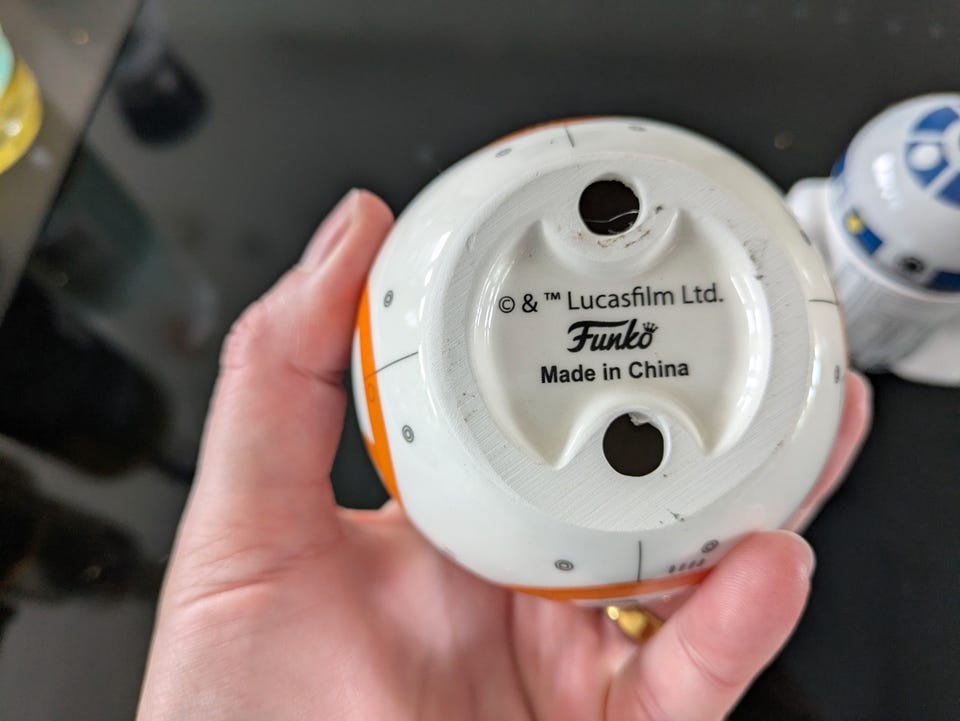 © & ™ Lucasfilm Ltd.
Funko
Made in China